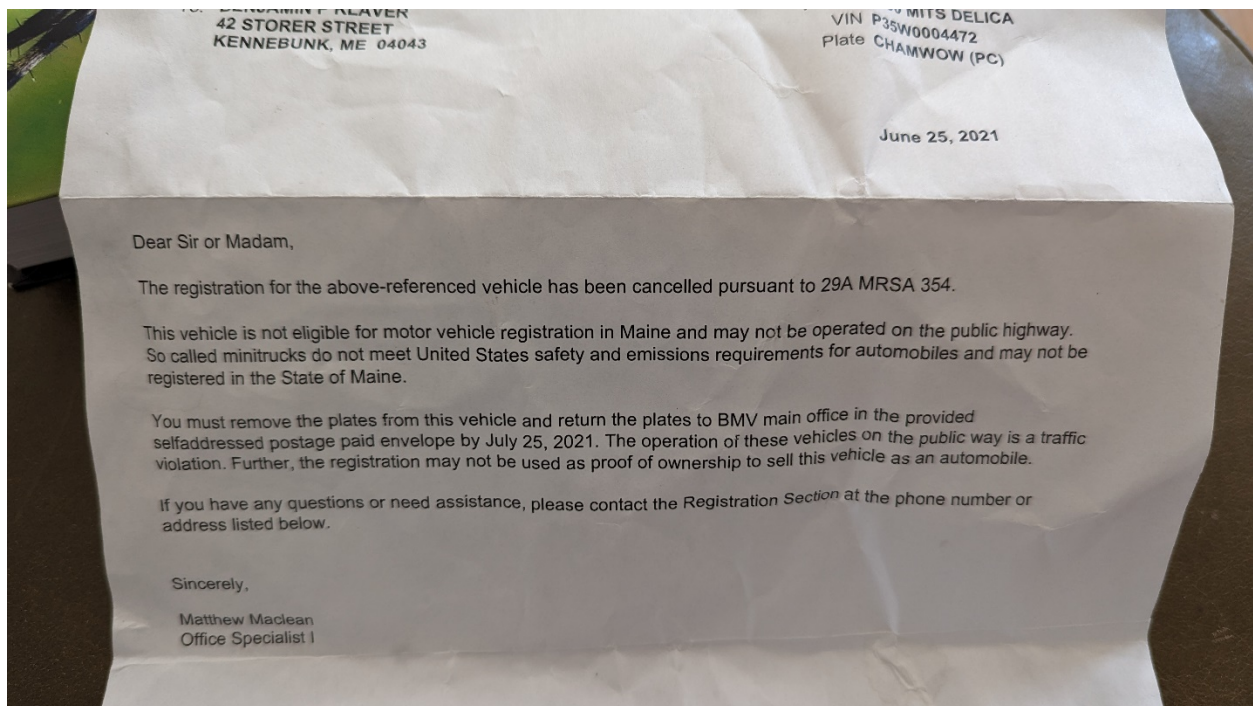 BENJAMIN P KLAVER
42 STORER STREET
KENNEBUNK, ME 04043
MITS DELICA
VIN P35W0004472
Plate CHAMWOW (PC)
June 25, 2021
Dear Sir or Madam,
The registration for the above-referenced vehicle has been cancelled pursuant to 29A MRSA 354.
This vehicle is not eligible for motor vehicle registration in Maine and may not be operated on the public highway.
So called minitrucks do not meet United States safety and emissions requirements for automobiles and may not be
registered in the State of Maine.
You must remove the plates from this vehicle and return the plates to BMV main office in the provided
selfaddressed postage paid envelope by July 25, 2021. The operation of these vehicles on the public way is a traffic
violation. Further, the registration may not be used as proof of ownership to sell this vehicle as an automobile.
If you have any questions or need assistance, please contact the Registration Section at the phone number or
address listed below.
Sincerely,
Matthew Maclean
Office Specialist I